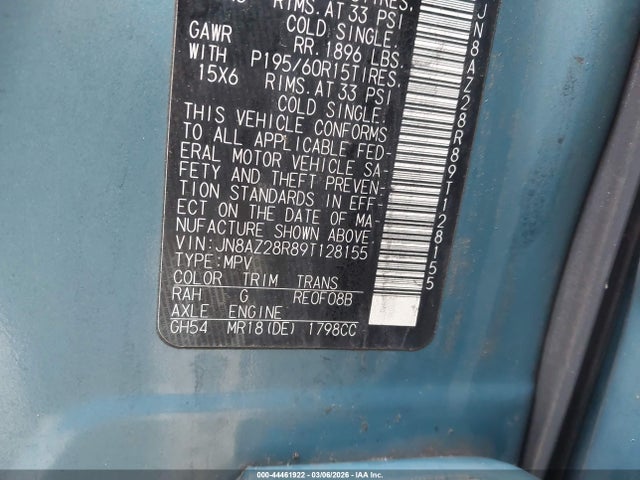 RIMS. AT 33 PSI
COLD SINGLE.
GAWR RR. 1896 LBS.
WITH P195/60R15TIRES.
15X6 RIMS. AT 33 PSI
COLD SINGLE.
THIS VEHICLE CONFORMS
TO ALL APPLICABLE FED-
ERAL MOTOR VEHICLE SA-
FETY AND THEFT PREVEN-
TION STANDARDS IN EFF-
ECT ON THE DATE OF MA-
NUFACTURE SHOWN ABOVE.
VIN: JN8AZ28R89T128155
TYPE: MPV
COLOR TRIM TRANS
RAH G RE0F08B
AXLE ENGINE
GH54 MR18(DE) 1798CC
JN8AZ28R89T128155
000-44461922 - 03/06/2026 - IAA Inc.